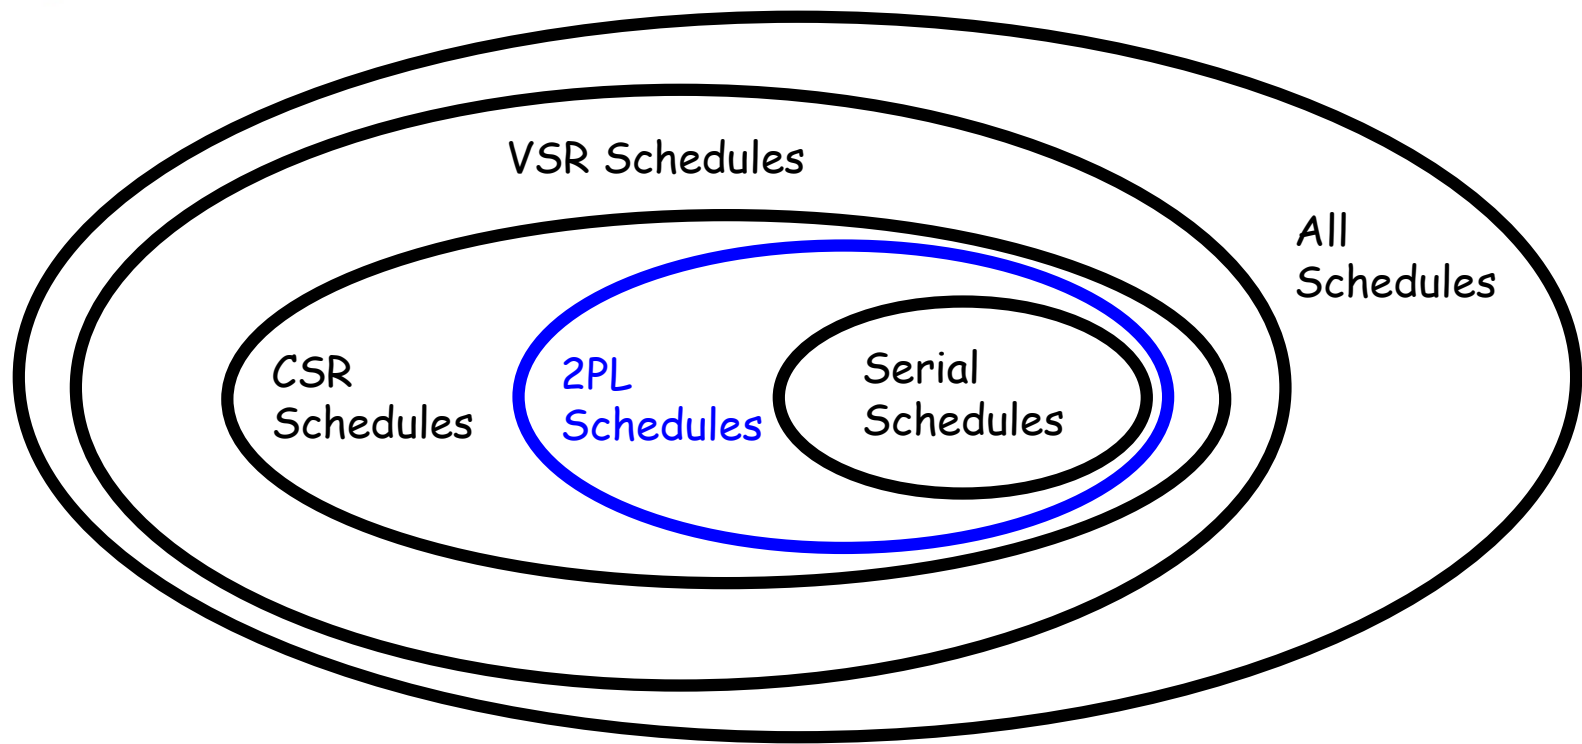 VSR Schedules
All
Schedules
CSR
Schedules
2PL
Schedules
Serial
Schedules